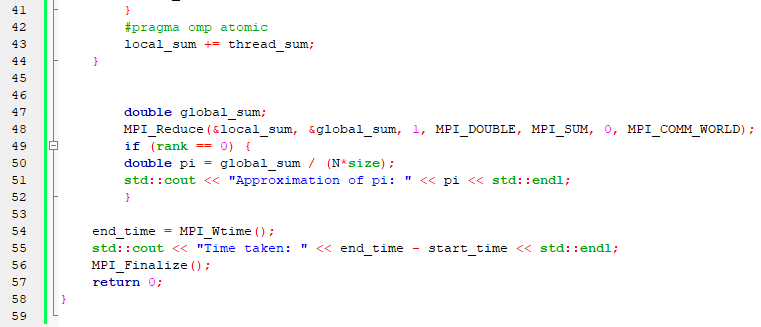 41 }
42 #pragma omp atomic
43 local_sum += thread_sum;
44 }
45
46
47 double global_sum;
48 MPI_Reduce(&local_sum, &global_sum, 1, MPI_DOUBLE, MPI_SUM, 0, MPI_COMM_WORLD);
49 if (rank == 0) {
50 double pi = global_sum / (N*size);
51 std::cout << "Approximation of pi: " << pi << std::endl;
52 }
53
54 end_time = MPI_Wtime();
55 std::cout << "Time taken: " << end_time - start_time << std::endl;
56 MPI_Finalize();
57 return 0;
58 }
59